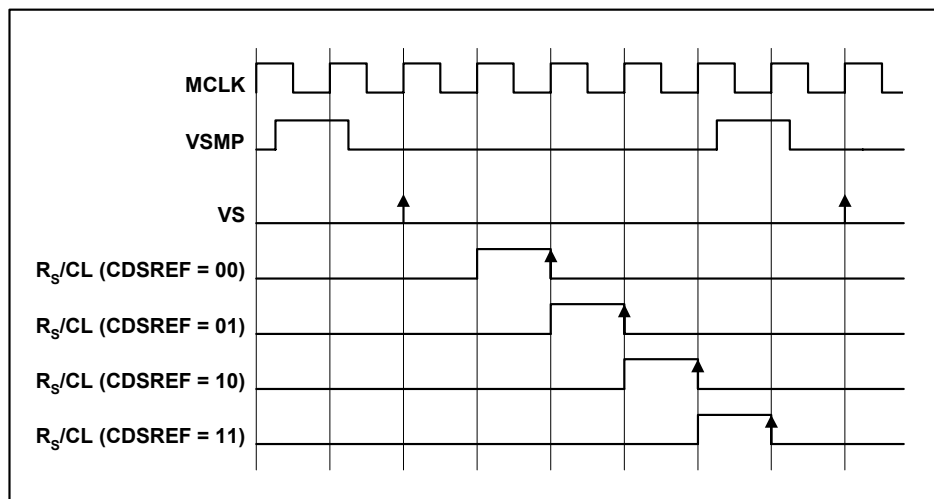 MCLK
VSMP
VS
R_S/CL (CDSREF = 00)
R_S/CL (CDSREF = 01)
R_S/CL (CDSREF = 10)
R_S/CL (CDSREF = 11)